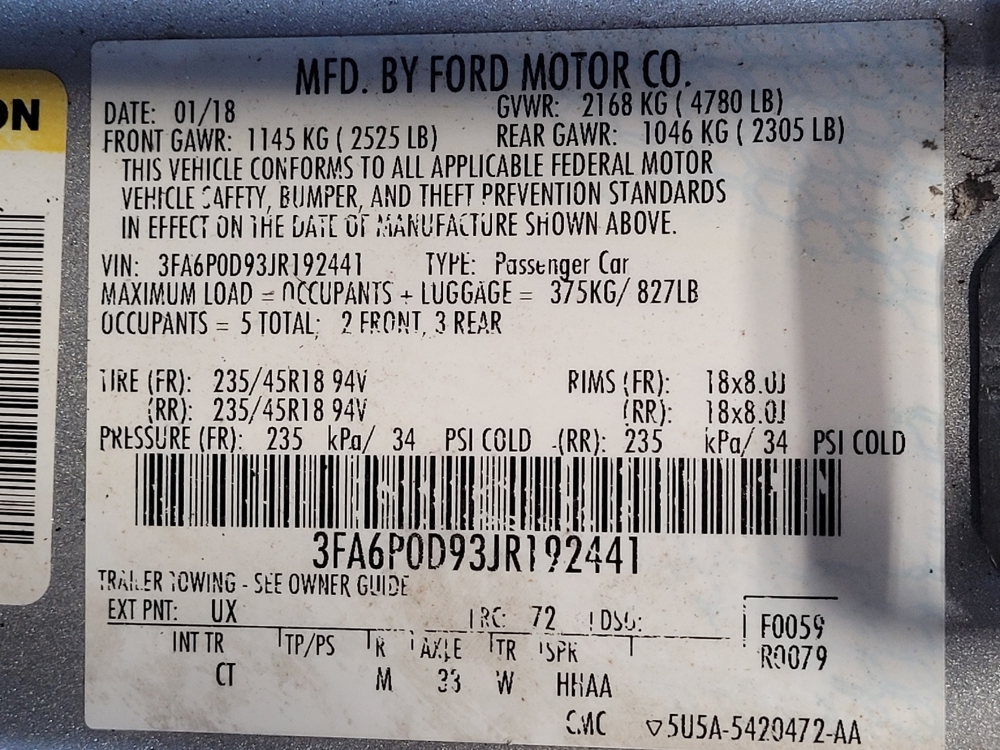 ON
MFD. BY FORD MOTOR CO.
DATE: 01/18 GVWR: 2168 KG ( 4780 LB)
FRONT GAWR: 1145 KG ( 2525 LB) REAR GAWR: 1046 KG ( 2305 LB)
THIS VEHICLE CONFORMS TO ALL APPLICABLE FEDERAL MOTOR
VEHICLE SAFETY, BUMPER, AND THEFT PREVENTION STANDARDS
IN EFFECT ON THE DATE OF MANUFACTURE SHOWN ABOVE.
VIN: 3FA6P0D93JR192441 TYPE: Passenger Car
MAXIMUM LOAD = OCCUPANTS + LUGGAGE = 375KG/ 827LB
OCCUPANTS = 5 TOTAL; 2 FRONT, 3 REAR
TIRE (FR): 235/45R18 94V RIMS (FR): 18x8.0J
(RR): 235/45R18 94V (RR): 18x8.0J
PRESSURE (FR): 235 kPa/ 34 PSI COLD (RR): 235 kPa/ 34 PSI COLD
3FA6P0D93JR192441
TRAILER TOWING - SEE OWNER GUIDE
EXT PNT: UX RC: 72 DSO: F0059
INT TR TP/PS R AXLE TR SPR R0079
CT M 33 W HHAA
CMC ▽5U5A-5420472-AA